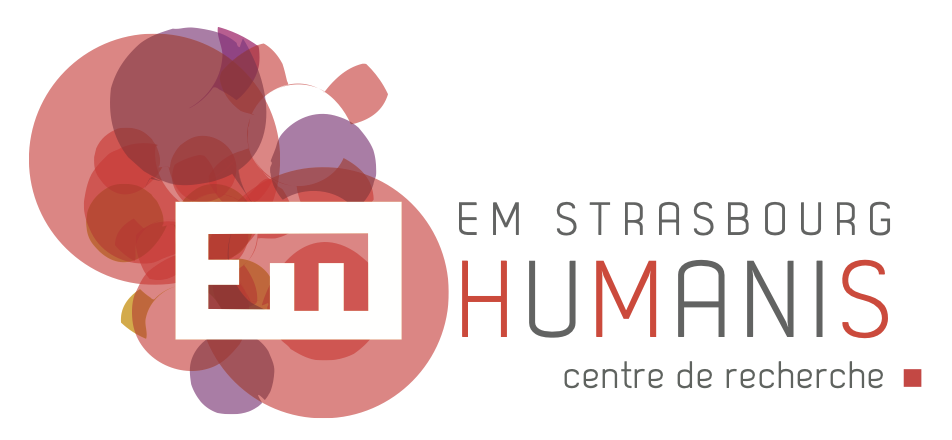 Em
EM STRASBOURG
HUMANIS
centre de recherche